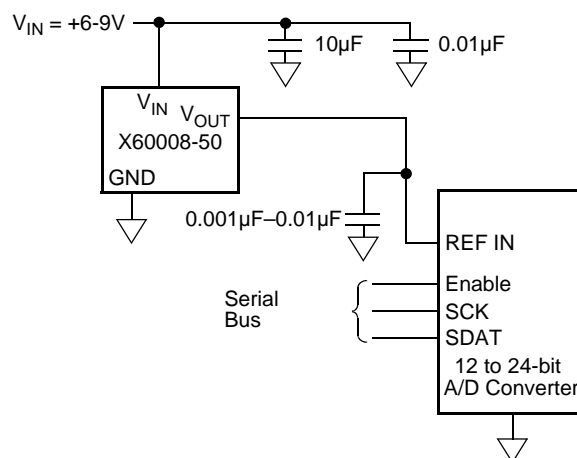 V_IN = +6-9V
10µF
0.01µF
V_IN
V_OUT
X60008-50
GND
0.001µF–0.01µF
REF IN
Serial
Bus
Enable
SCK
SDAT
12 to 24-bit
A/D Converter